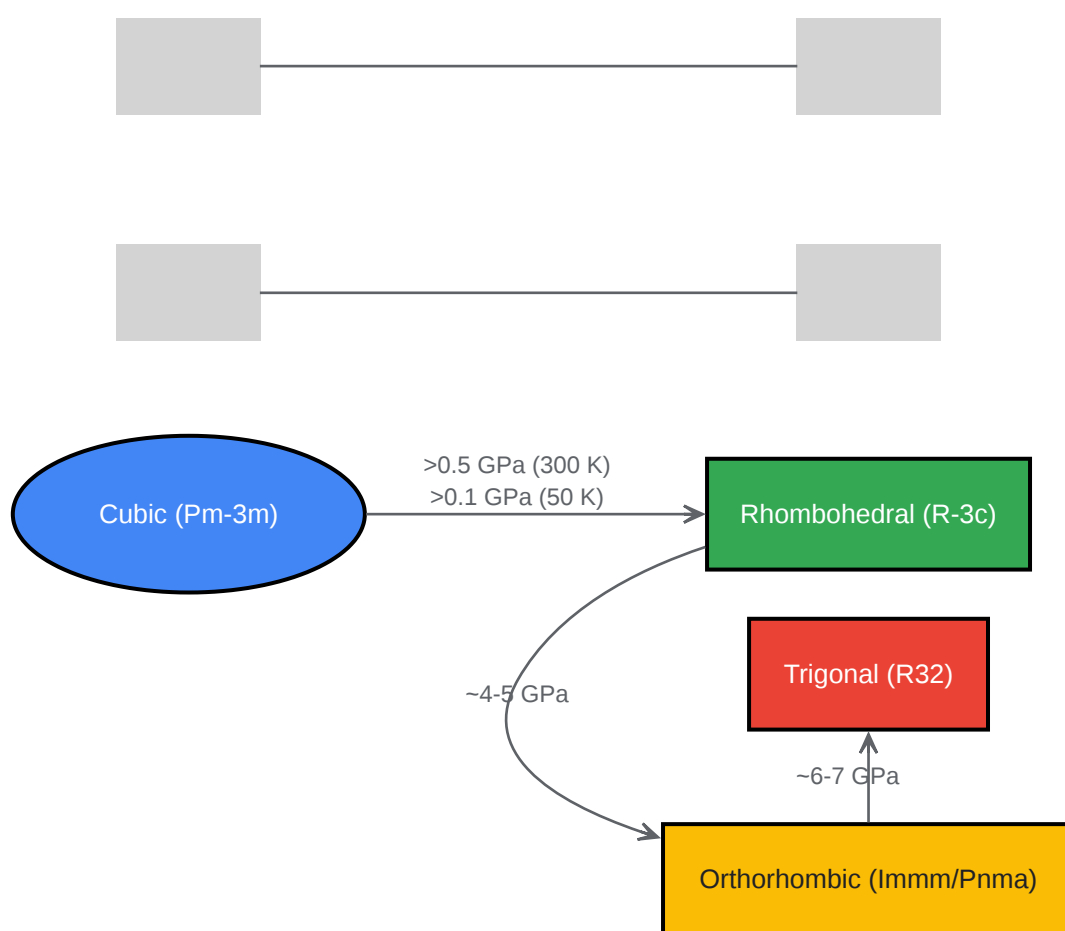 >0.5 GPa (300 K)
>0.1 GPa (50 K)
Cubic (Pm-3m)
Rhombohedral (R-3c)
Trigonal (R32)
~4-5 GPa
~6-7 GPa
Orthorhombic (Immm/Pnma)